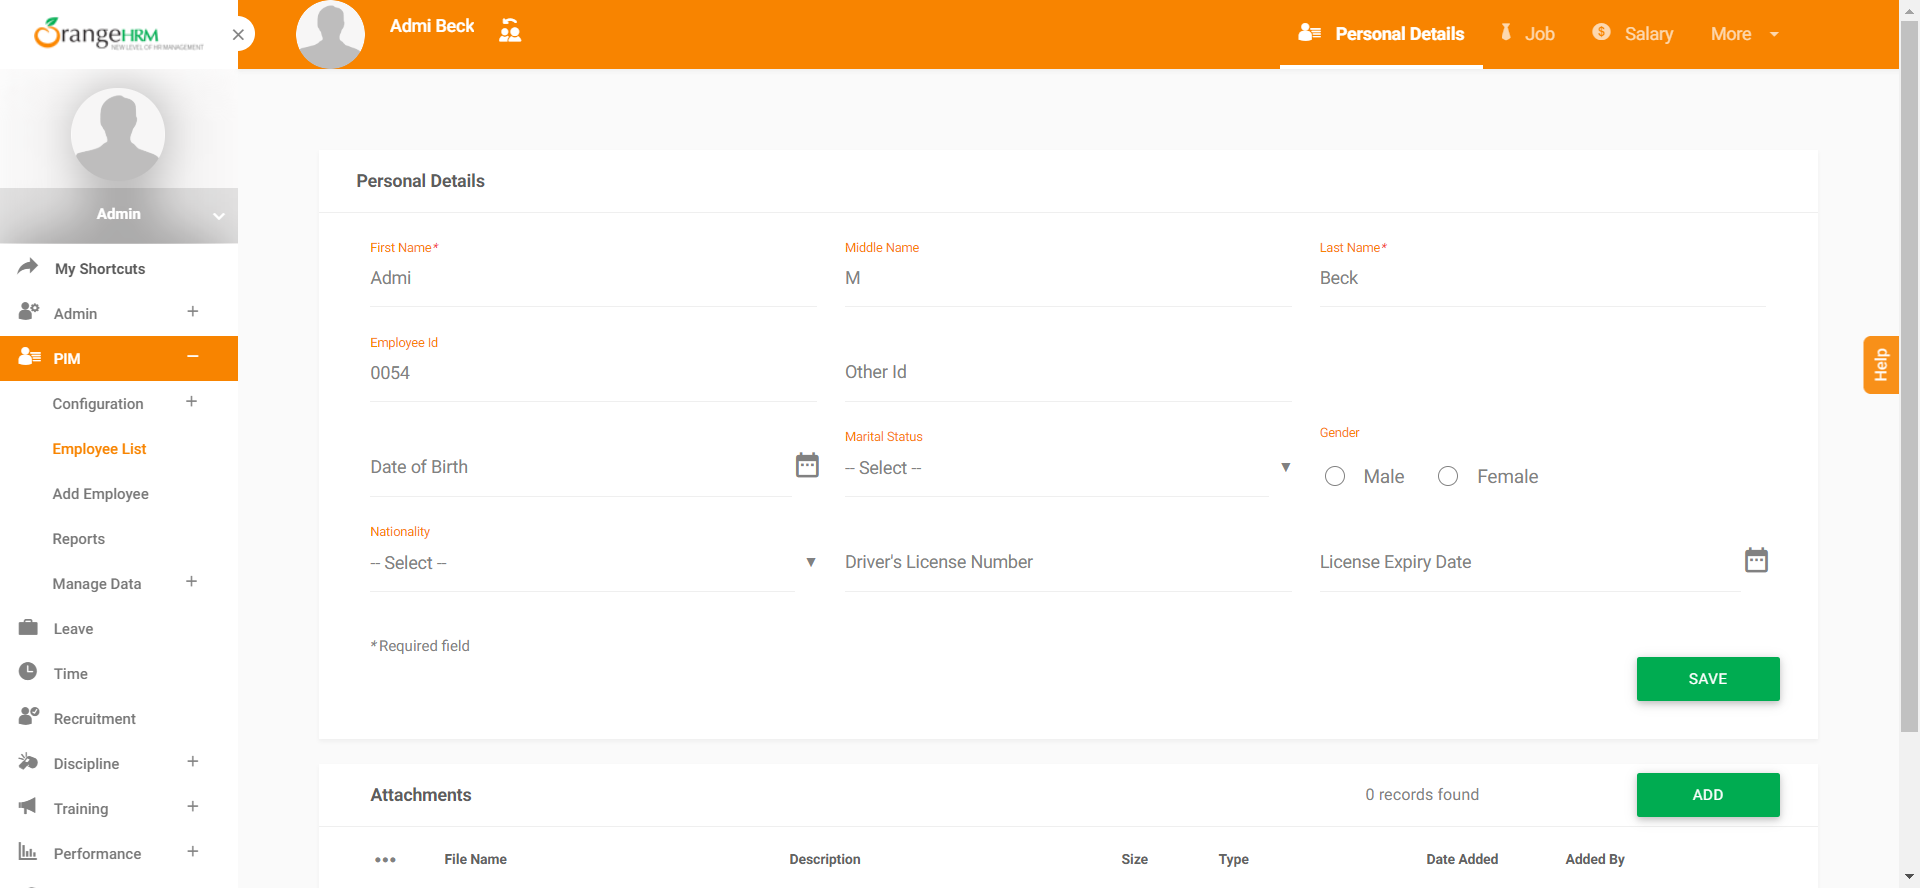 OrangeHRM
NEW LEVEL OF HR MANAGEMENT
Admi Beck
Personal Details
Job
Salary
More
Admin
My Shortcuts
Admin
PIM
Configuration
Employee List
Add Employee
Reports
Manage Data
Leave
Time
Recruitment
Discipline
Training
Performance
Personal Details
First Name*
Middle Name
Last Name*
Admi
M
Beck
Employee Id
0054
Other Id
Date of Birth
Marital Status
-- Select --
Gender
Male
Female
Nationality
-- Select --
Driver's License Number
License Expiry Date
* Required field
SAVE
Help
Attachments
0 records found
ADD
File Name
Description
Size
Type
Date Added
Added By